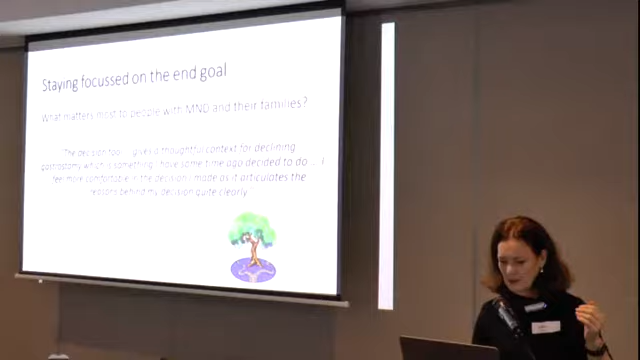 Staying focussed on the end goal
What matters most to people with MND and their families?
"The decision tool ... gives a thoughtful context for declining
gastrostomy which is something I have some time ago decided to do ... I
feel more comfortable in the decision I made as it articulates the
reasons behind my decision quite clearly."